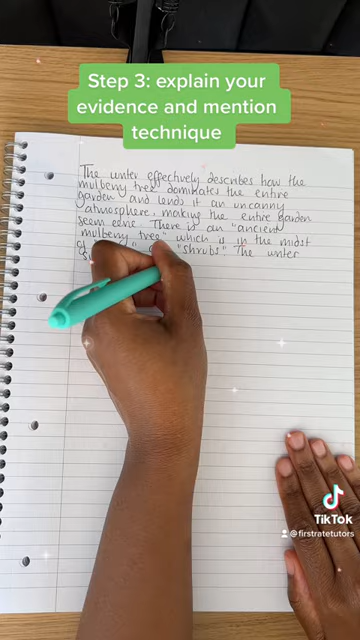 Step 3: explain your
evidence and mention
technique
The writer effectively describes how the
mulberry tree dominates the entire
garden and lends it an uncanny
atmosphere, making the entire garden
seem eerie. There is an "ancient
mulberry tree" which is in the midst
of "shrubs". The writer
TikTok
@firstratetutors